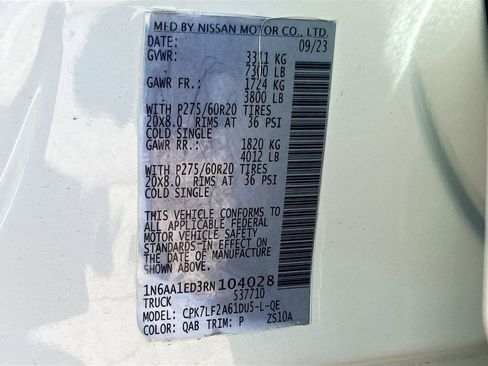 MFD BY NISSAN MOTOR CO., LTD.
DATE: 09/23
GVWR: 3311 KG
7300 LB
GAWR FR.: 1724 KG
3800 LB
WITH P275/60R20 TIRES
20X8.0 RIMS AT 36 PSI
COLD SINGLE
GAWR RR.: 1820 KG
4012 LB
WITH P275/60R20 TIRES
20X8.0 RIMS AT 36 PSI
COLD SINGLE
THIS VEHICLE CONFORMS TO
ALL APPLICABLE FEDERAL
MOTOR VEHICLE SAFETY
STANDARDS IN EFFECT ON
THE DATE OF MANUFACTURE
SHOWN ABOVE.
1N6AA1ED3RN104028
TRUCK 537710
MODEL: CPK7LF2A61DUS-L-QE
COLOR: QAB TRIM: P ZS10A